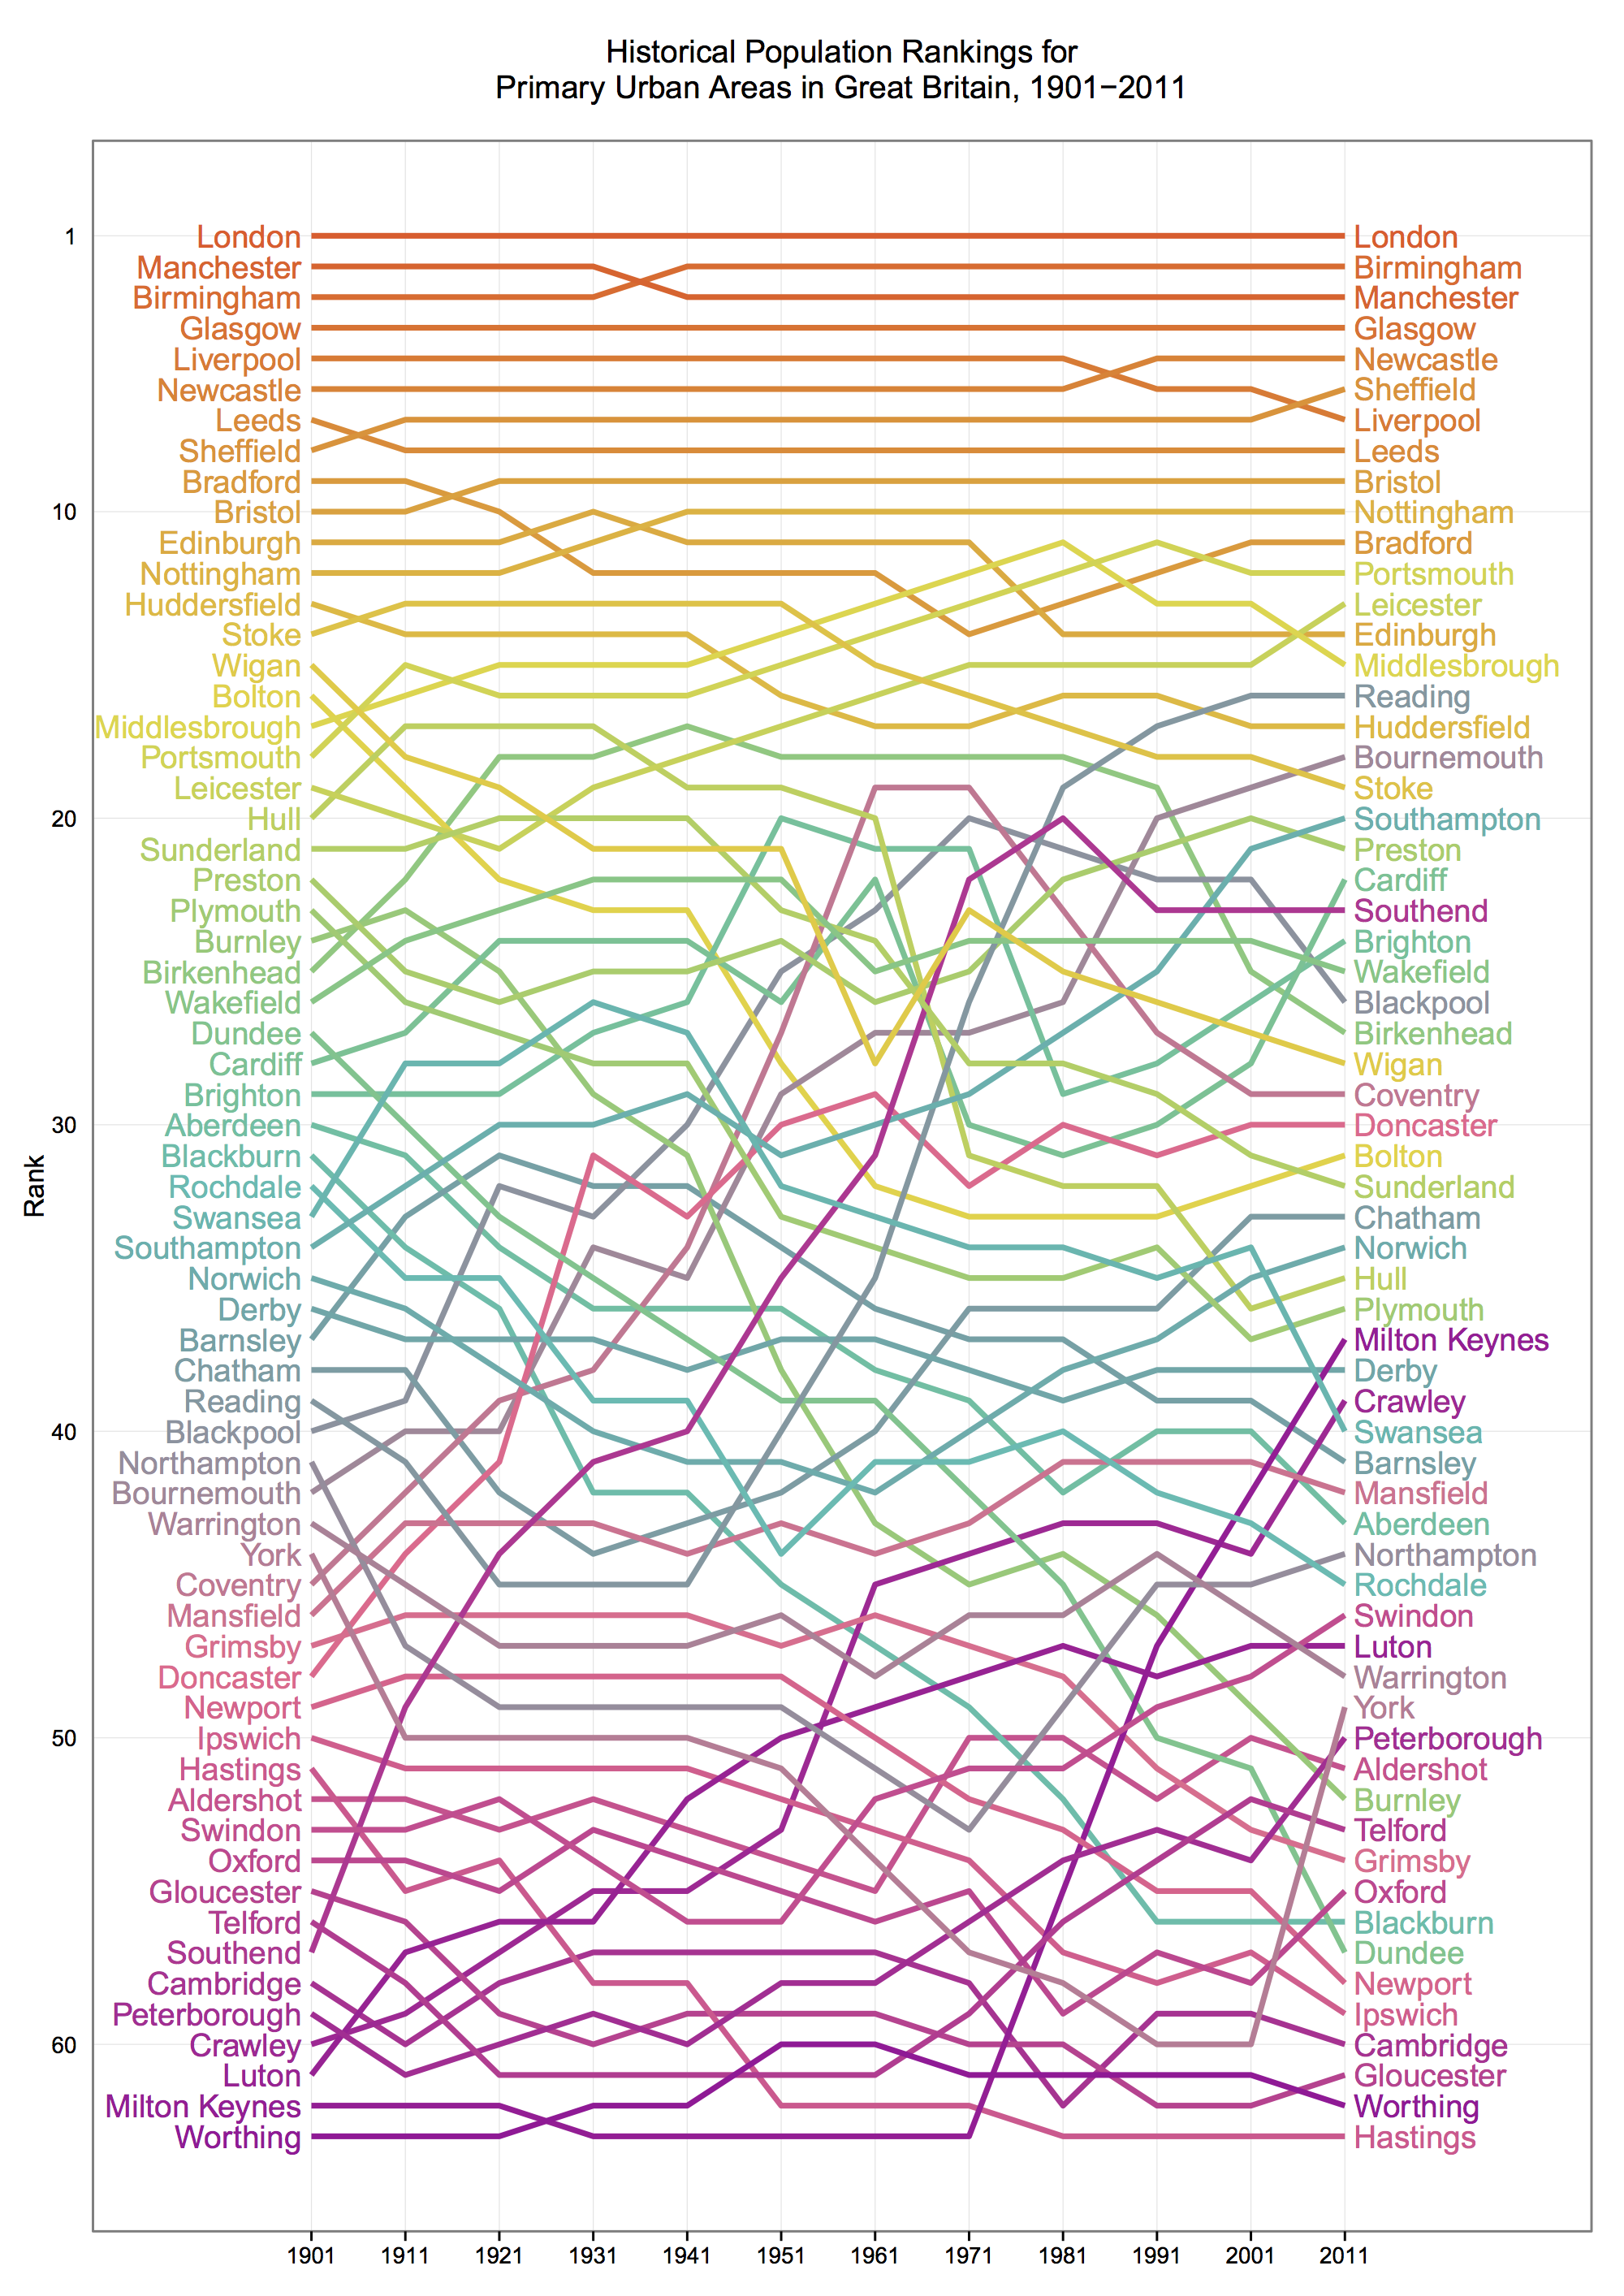 Historical Population Rankings for
Primary Urban Areas in Great Britain, 1901−2011
1
10
20
30
40
50
60
Rank
London
Manchester
Birmingham
Glasgow
Liverpool
Newcastle
Leeds
Sheffield
Bradford
Bristol
Edinburgh
Nottingham
Huddersfield
Stoke
Wigan
Bolton
Middlesbrough
Portsmouth
Leicester
Hull
Sunderland
Preston
Plymouth
Burnley
Birkenhead
Wakefield
Dundee
Cardiff
Brighton
Aberdeen
Blackburn
Rochdale
Swansea
Southampton
Norwich
Derby
Barnsley
Chatham
Reading
Blackpool
Northampton
Bournemouth
Warrington
York
Coventry
Mansfield
Grimsby
Doncaster
Newport
Ipswich
Hastings
Aldershot
Swindon
Oxford
Gloucester
Telford
Southend
Cambridge
Peterborough
Crawley
Luton
Milton Keynes
Worthing
London
Birmingham
Manchester
Glasgow
Newcastle
Sheffield
Liverpool
Leeds
Bristol
Nottingham
Bradford
Portsmouth
Leicester
Edinburgh
Middlesbrough
Reading
Huddersfield
Bournemouth
Stoke
Southampton
Preston
Cardiff
Southend
Brighton
Wakefield
Blackpool
Birkenhead
Wigan
Coventry
Doncaster
Bolton
Sunderland
Chatham
Norwich
Hull
Plymouth
Milton Keynes
Derby
Crawley
Swansea
Barnsley
Mansfield
Aberdeen
Northampton
Rochdale
Swindon
Luton
Warrington
York
Peterborough
Aldershot
Burnley
Telford
Grimsby
Oxford
Blackburn
Dundee
Newport
Ipswich
Cambridge
Gloucester
Worthing
Hastings
1901 1911 1921 1931 1941 1951 1961 1971 1981 1991 2001 2011